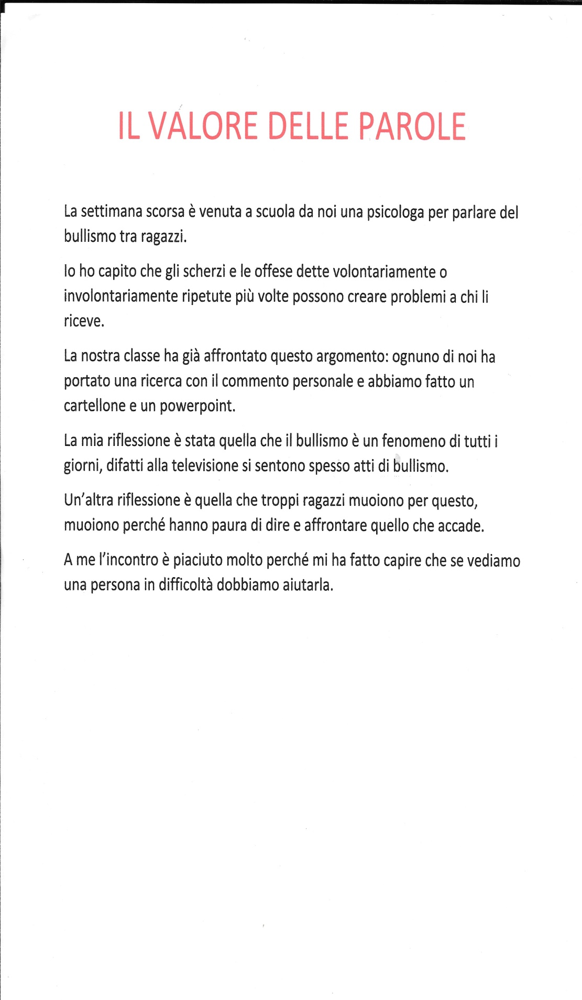 IL VALORE DELLE PAROLE
La settimana scorsa è venuta a scuola da noi una psicologa per parlare del
bullismo tra ragazzi.
Io ho capito che gli scherzi e le offese dette volontariamente o
involontariamente ripetute più volte possono creare problemi a chi li
riceve.
La nostra classe ha già affrontato questo argomento: ognuno di noi ha
portato una ricerca con il commento personale e abbiamo fatto un
cartellone e un powerpoint.
La mia riflessione è stata quella che il bullismo è un fenomeno di tutti i
giorni, difatti alla televisione si sentono spesso atti di bullismo.
Un’altra riflessione è quella che troppi ragazzi muoiono per questo,
muoiono perché hanno paura di dire e affrontare quello che accade.
A me l’incontro è piaciuto molto perché mi ha fatto capire che se vediamo
una persona in difficoltà dobbiamo aiutarla.